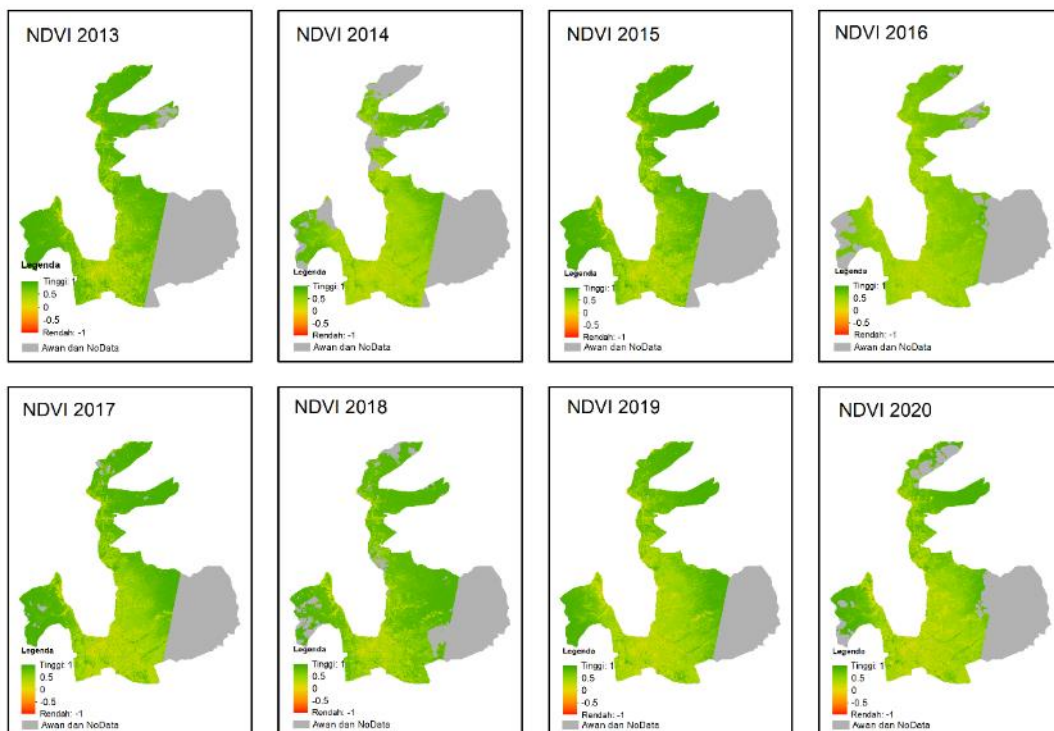 NDVI 2013
Legenda
Tinggi: 1
0.5
0
-0.5
Rendah: -1
Awan dan NoData
NDVI 2014
Legenda
Tinggi: 1
0.5
0
-0.5
Rendah: -1
Awan dan NoData
NDVI 2015
Legenda
Tinggi: 1
0.5
0
-0.5
Rendah: -1
Awan dan NoData
NDVI 2016
Legenda
Tinggi: 1
0.5
0
-0.5
Rendah: -1
Awan dan NoData
NDVI 2017
Legenda
Tinggi: 1
0.5
0
-0.5
Rendah: -1
Awan dan NoData
NDVI 2018
Legenda
Tinggi: 1
0.5
0
-0.5
Rendah: -1
Awan dan NoData
NDVI 2019
Legenda
Tinggi: 1
0.5
0
-0.5
Rendah: -1
Awan dan NoData
NDVI 2020
Legenda
Tinggi: 1
0.5
0
-0.5
Rendah: -1
Awan dan NoData